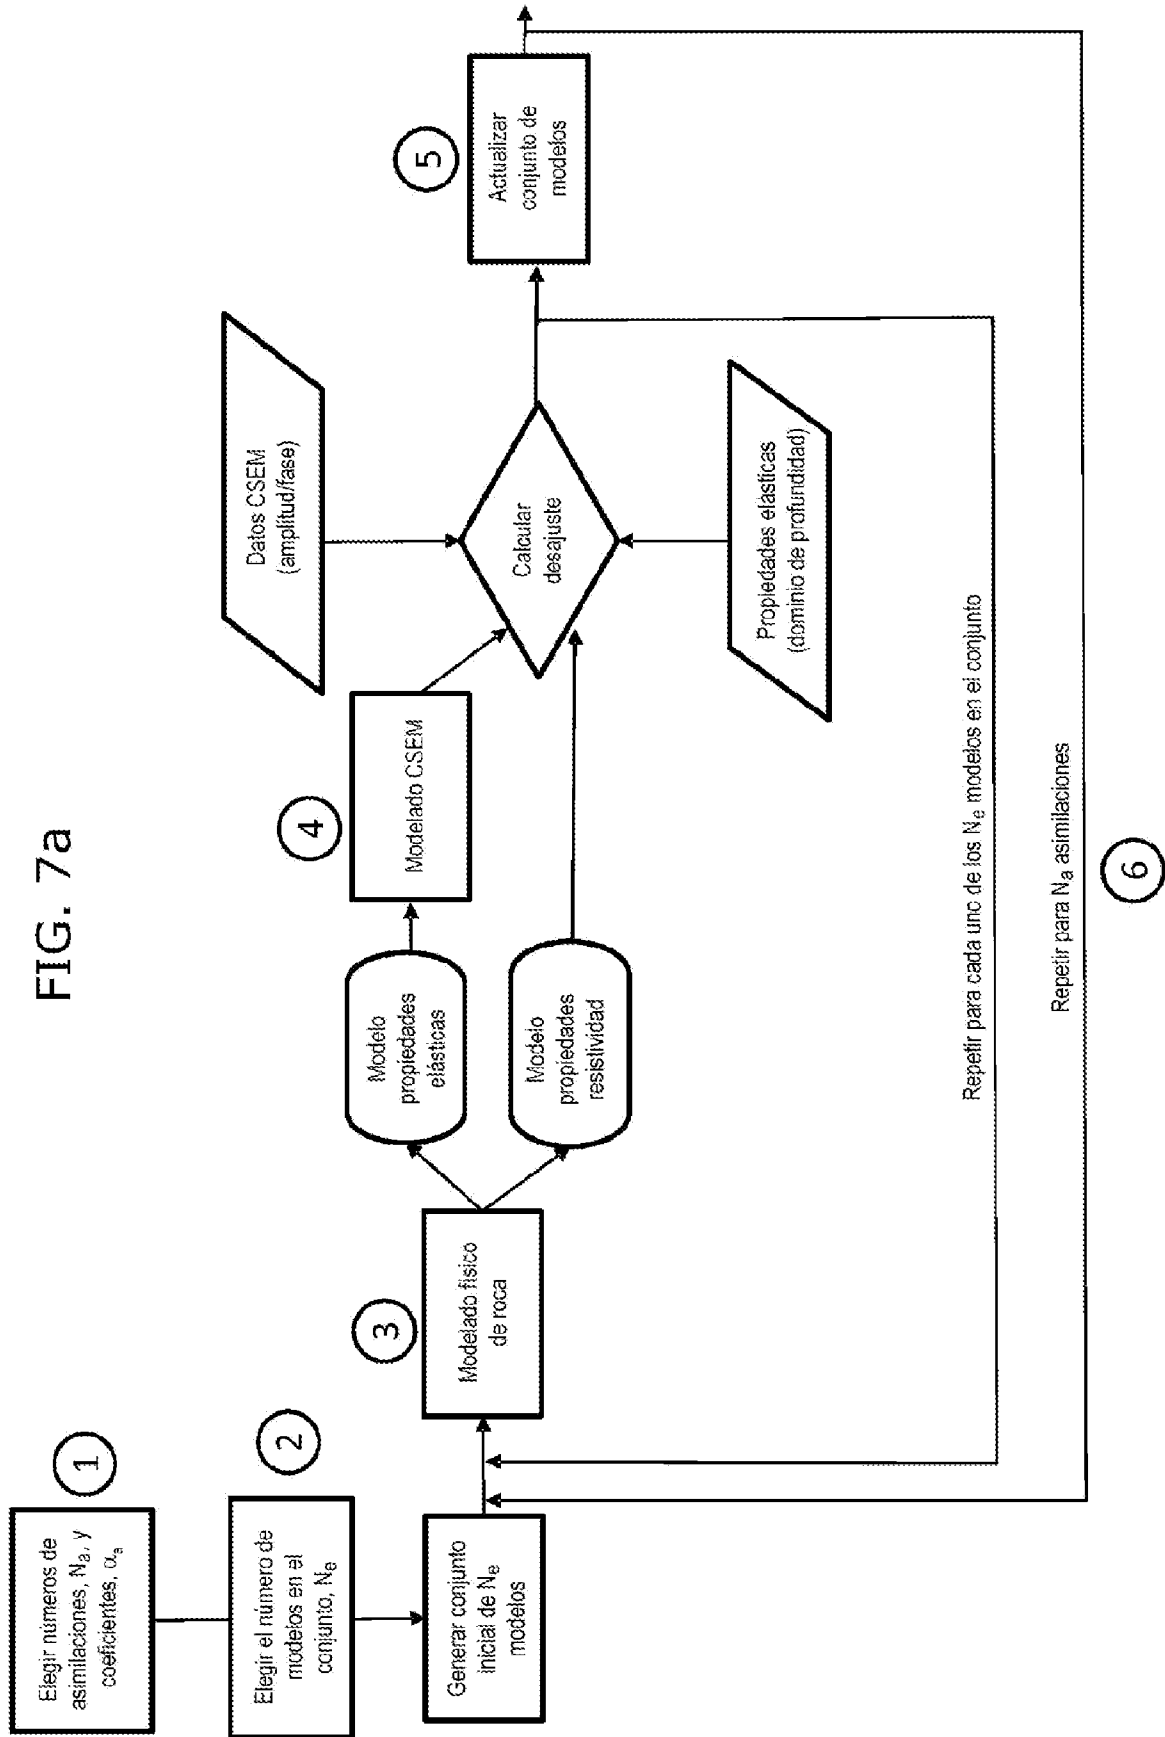 FIG. 7a
1
Elegir números de
asimilaciones, Na, y
coeficientes, αa
2
Elegir el número de
modelos en el
conjunto, Ne
Generar conjunto
inicial de Ne
modelos
3
Modelado físico
de roca
Modelo
propiedades
elásticas
Modelo
propiedades
resistividad
4
Modelado CSEM
Datos CSEM
(amplitud/fase)
Calcular
desajuste
Propiedades elásticas
(dominio de profundidad)
5
Actualizar
conjunto de
modelos
Repetir para cada uno de los Ne modelos en el conjunto
Repetir para Na asimilaciones
6